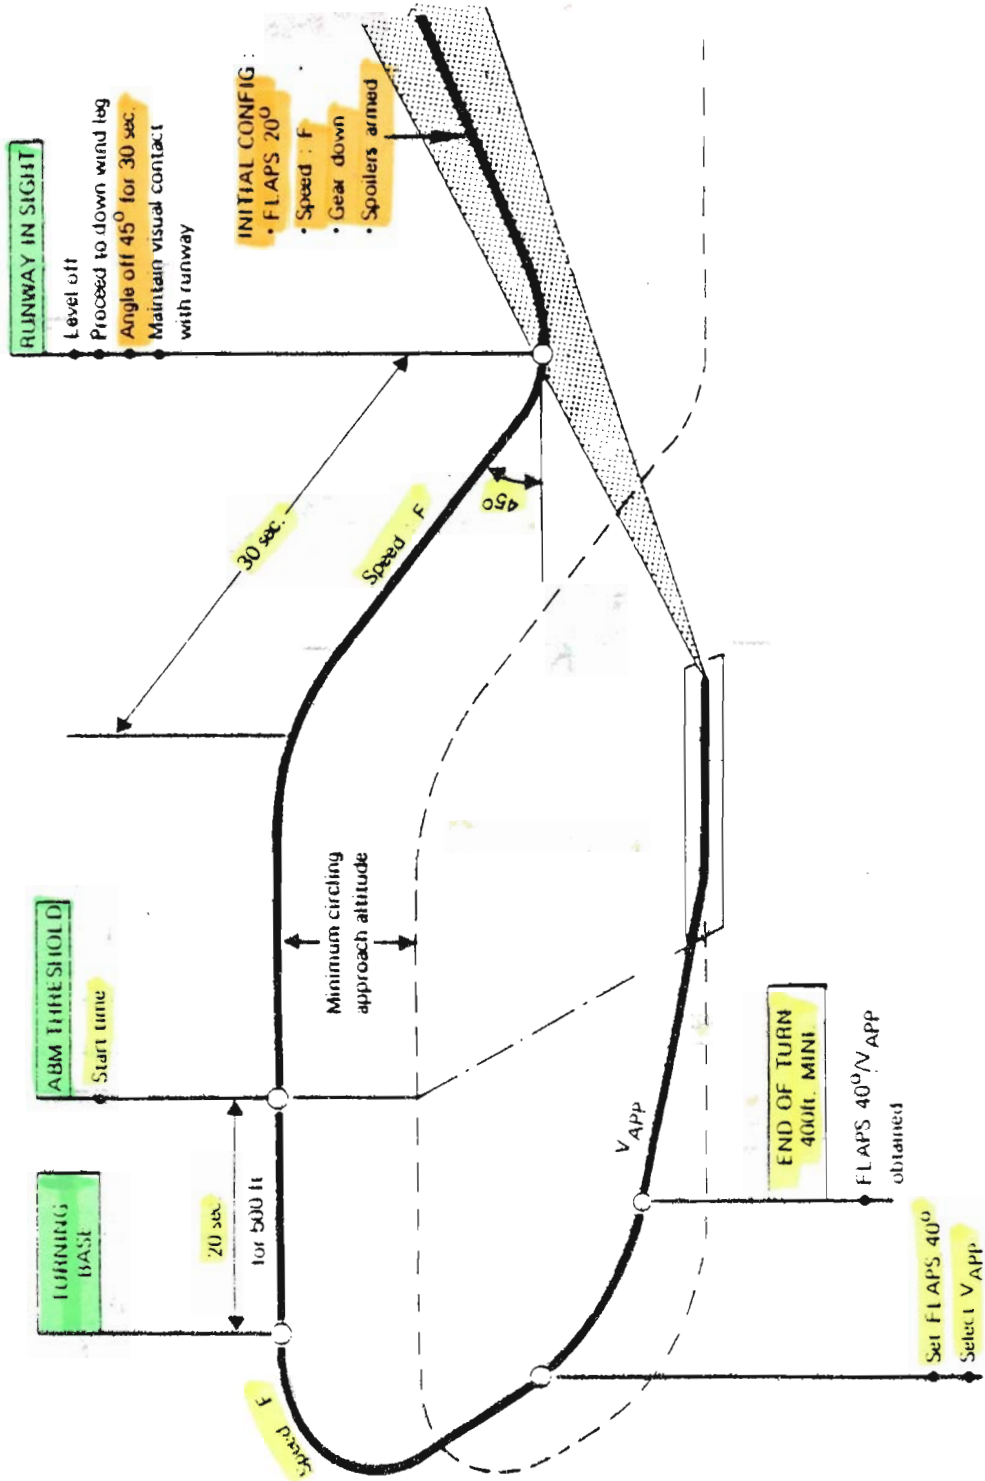 RUNWAY IN SIGHT
Level off
Proceed to down wind leg
Angle off 45° for 30 sec.
Maintain visual contact
with runway
INITIAL CONFIG :
· FLAPS 20°
· Speed : F
· Gear down
· Spoilers armed
30 sec.
Speed : F
45°
ABM THRESHOLD
Start time
Minimum circling
approach altitude
TURNING
BASE
20 sec.
for 500 ft
Speed F
V APP
END OF TURN
400ft. MINI
FLAPS 40°/V APP
obtained
Set FLAPS 40°
Select V APP